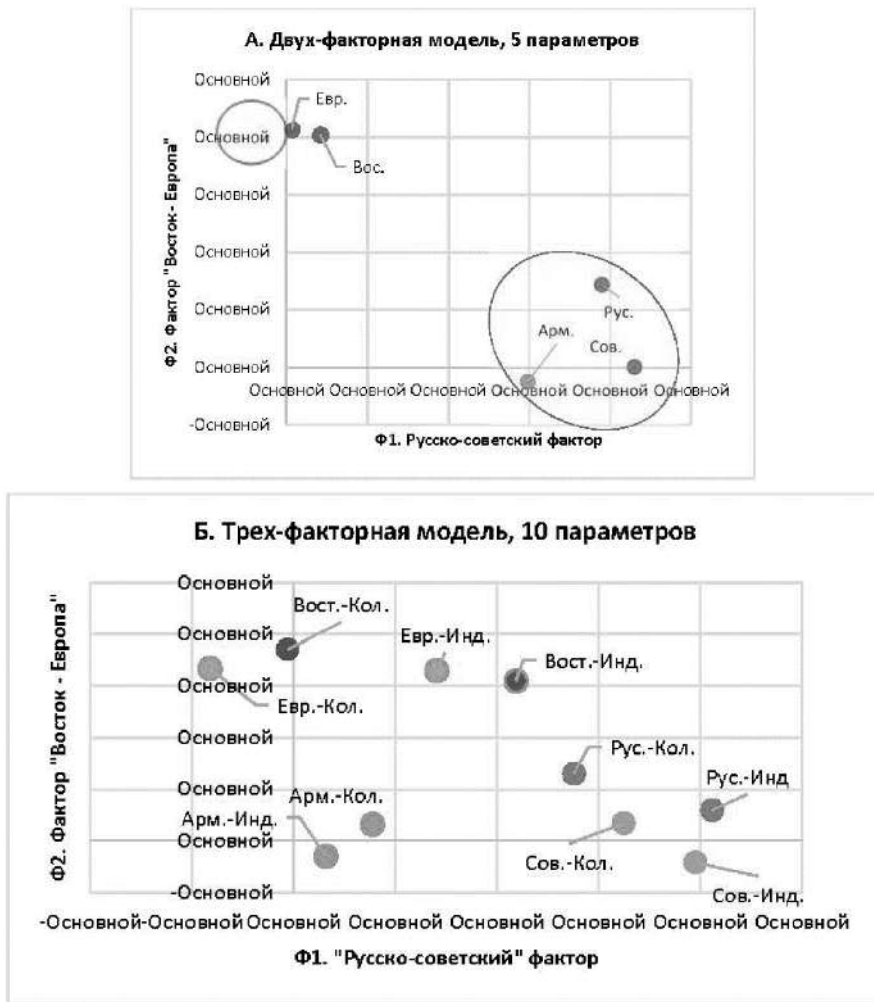 А. Двух-факторная модель, 5 параметров
Основной
Евр.
Основной
Вос.
Основной
Основной
Рус.
Основной
Арм.
Сов.
Основной
Основной Основной Основной Основной Основной Основной
-Основной
Ф2. Фактор "Восток - Европа"
Ф1. Русско-советский фактор
Б. Трех-факторная модель, 10 параметров
Основной
Вост.-Кол.
Основной
Евр.-Инд.
Вост.-Инд.
Основной
Евр.-Кол.
Основной
Рус.-Кол.
Рус.-Инд
Основной
Арм.-Кол.
Арм.-Инд.
Основной
Сов.-Кол.
-Основной
Сов.-Инд.
-Основной-Основной Основной Основной Основной Основной Основной Основной
Ф2. Фактор "Восток - Европа"
Ф1. "Русско-советский" фактор